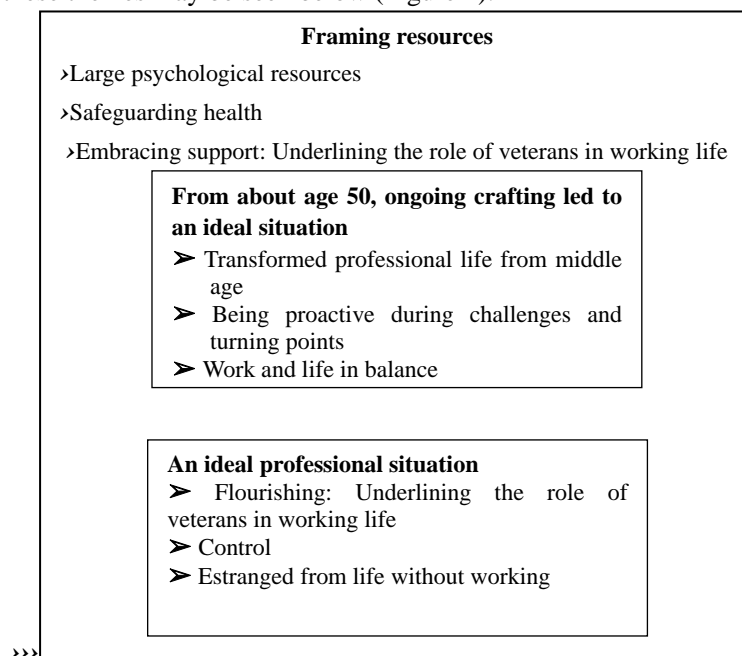 Framing resources
›Large psychological resources
›Safeguarding health
›Embracing support: Underlining the role of veterans in working life
From about age 50, ongoing crafting led to
an ideal situation
➢ Transformed professional life from middle
age
➢ Being proactive during challenges and
turning points
➢ Work and life in balance
An ideal professional situation
➢ Flourishing: Underlining the role of
veterans in working life
➢ Control
➢ Estranged from life without working
›››